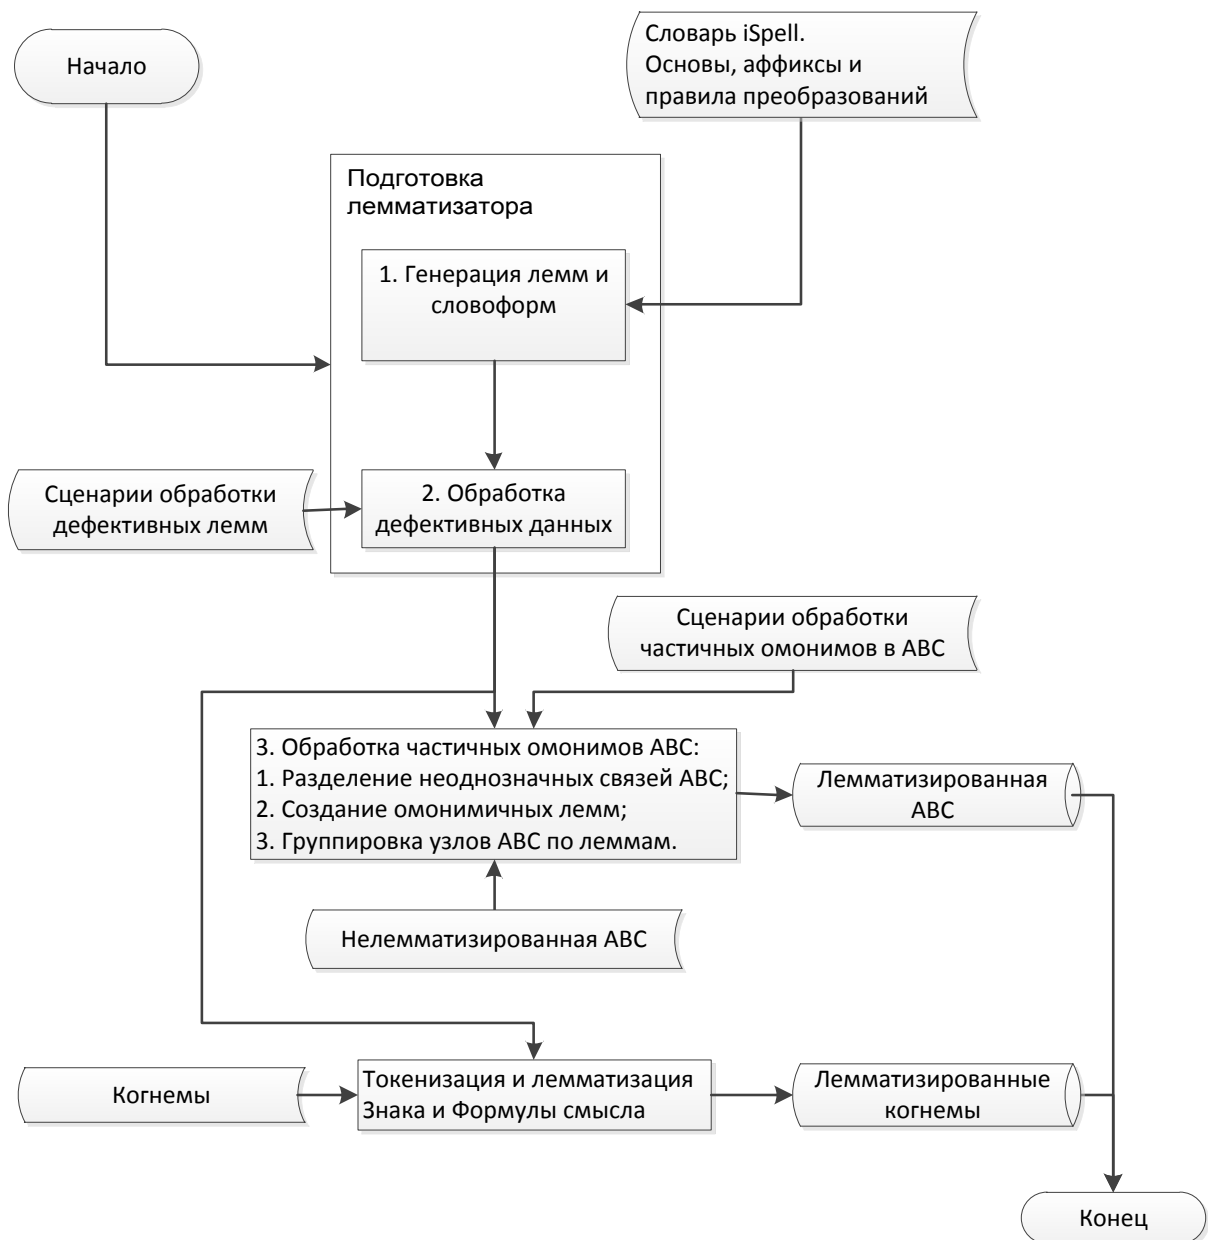 Начало
Словарь iSpell.
Основы, аффиксы и
правила преобразований
Подготовка
лемматизатора
1. Генерация лемм и
словоформ
Сценарии обработки
дефективных лемм
2. Обработка
дефективных данных
Сценарии обработки
частичных омонимов в АВС
3. Обработка частичных омонимов АВС:
1. Разделение неоднозначных связей АВС;
2. Создание омонимичных лемм;
3. Группировка узлов АВС по леммам.
Лемматизированная
АВС
Нелемматизированная АВС
Когнемы
Токенизация и лемматизация
Знака и Формулы смысла
Лемматизированные
когнемы
Конец